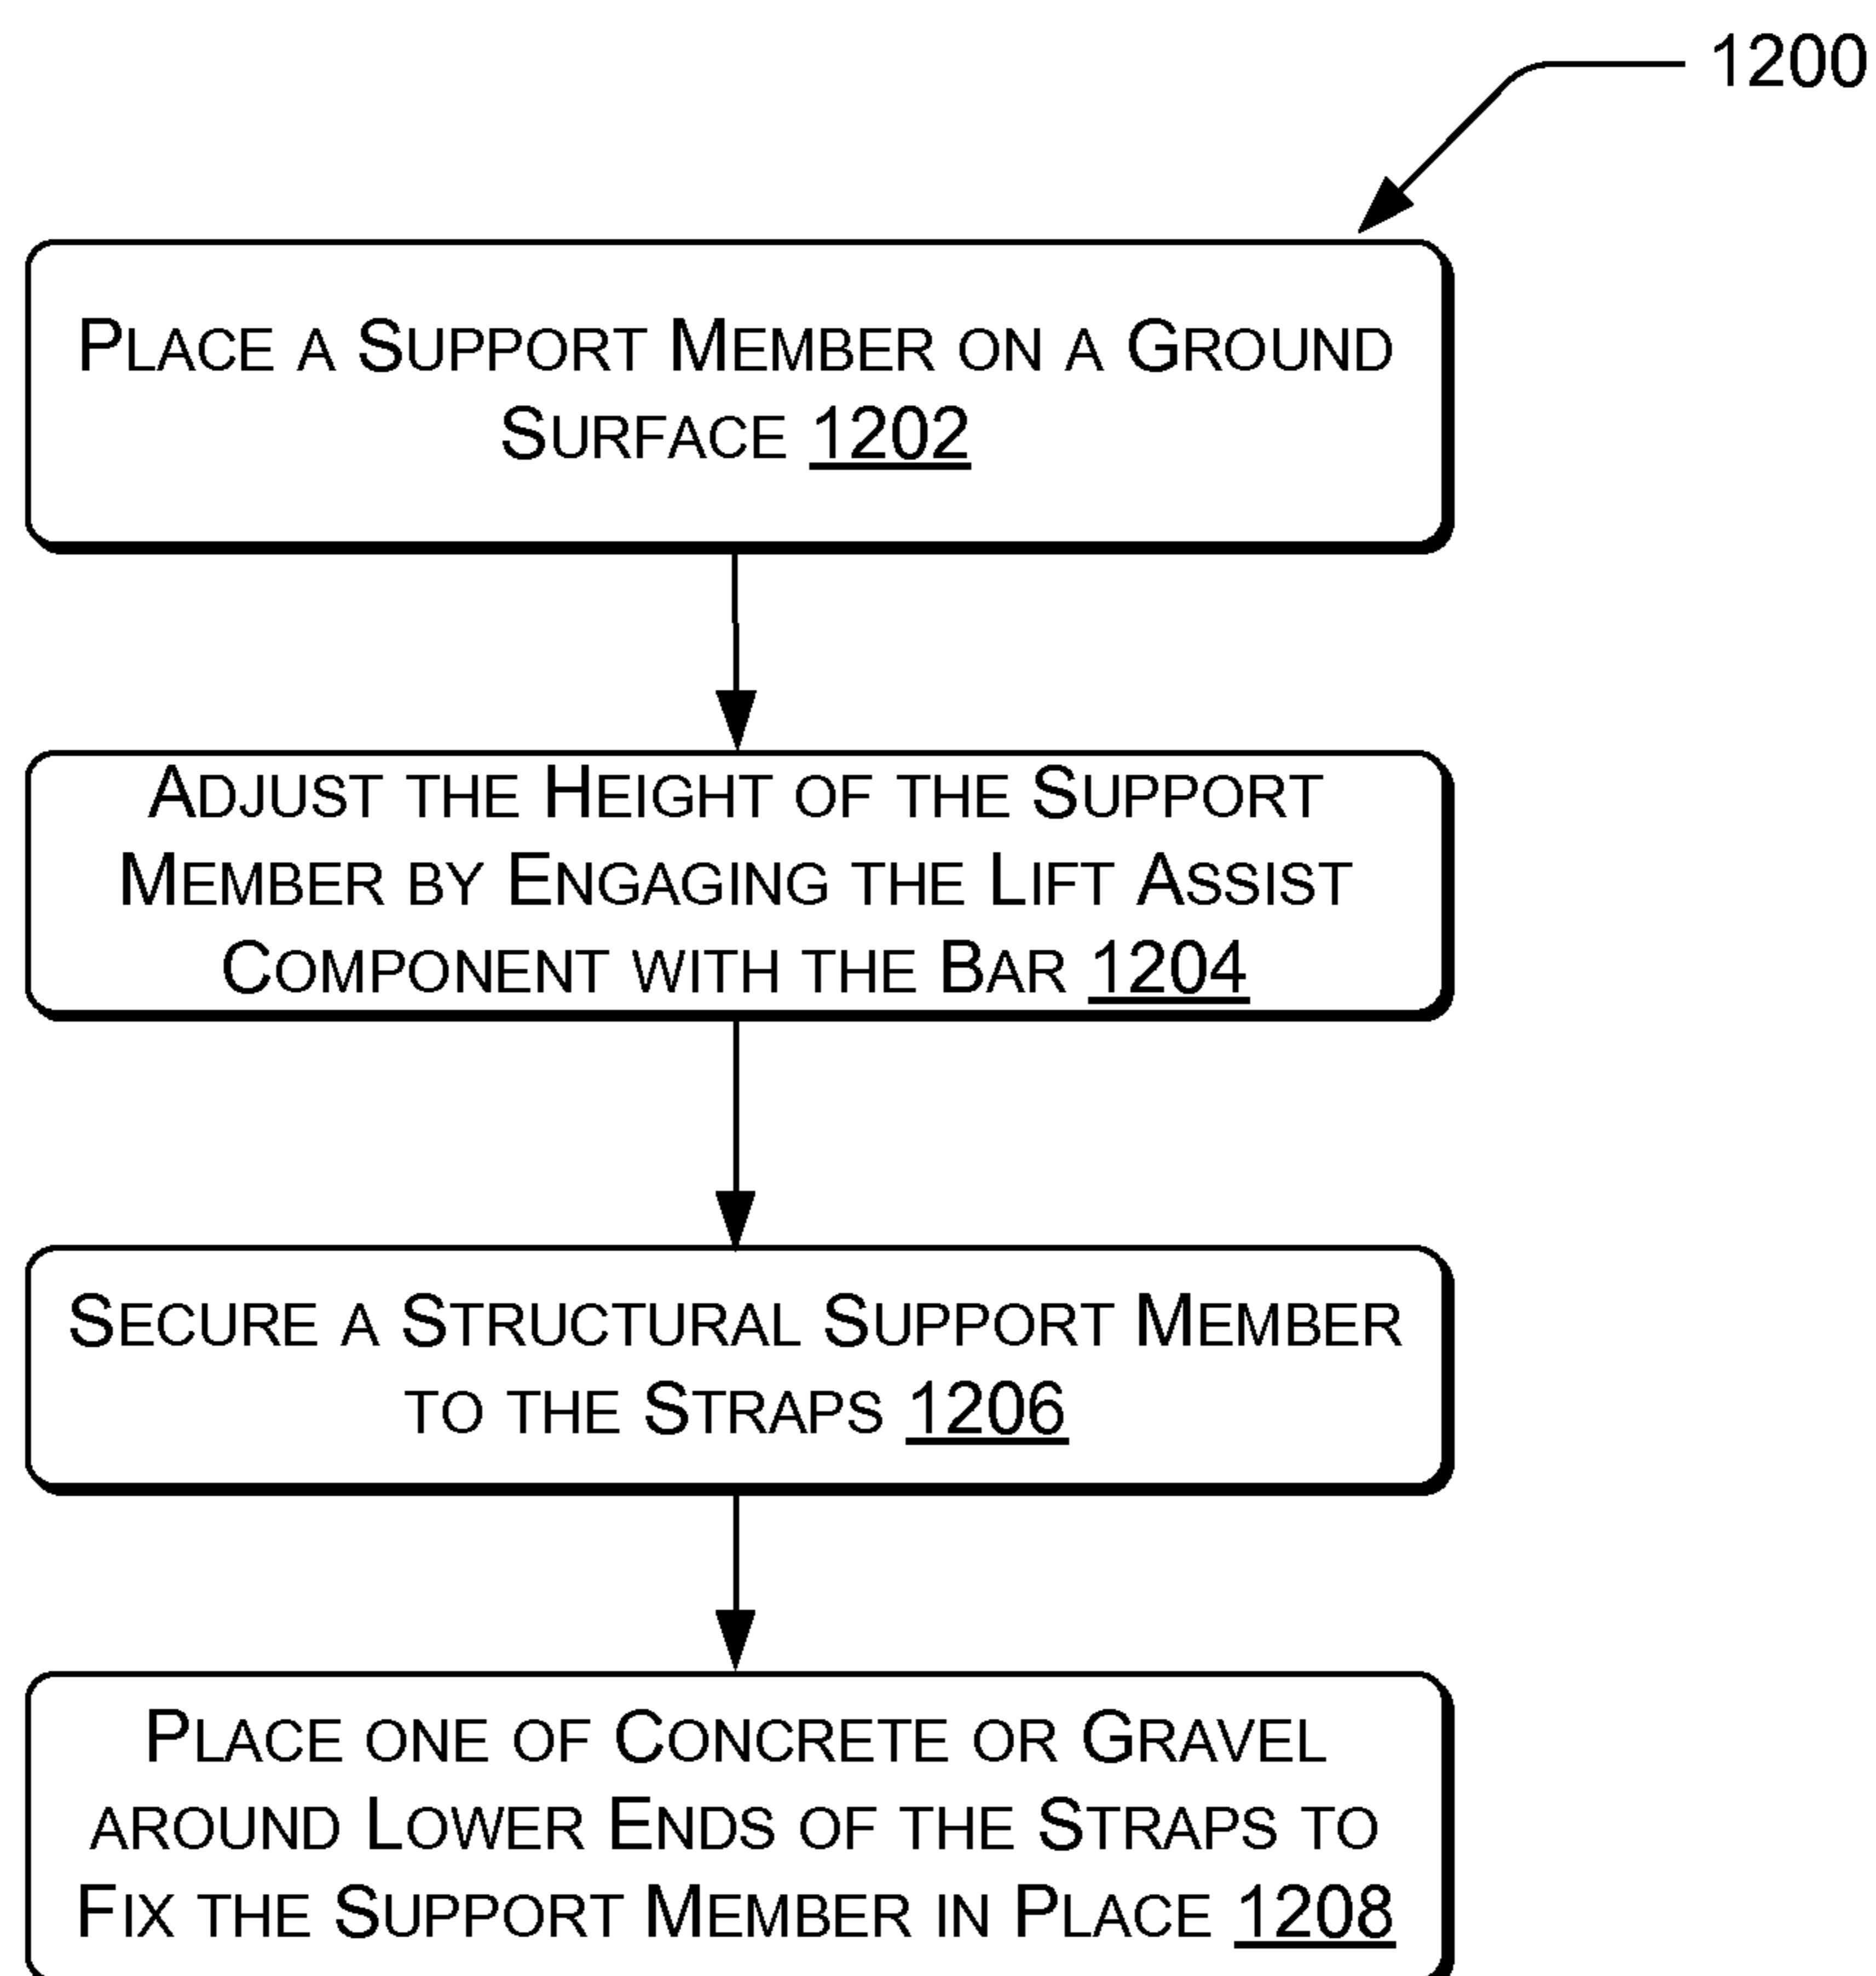 1200
Place a Support Member on a Ground
Surface 1202
Adjust the Height of the Support
Member by Engaging the Lift Assist
Component with the Bar 1204
Secure a Structural Support Member
to the Straps 1206
Place one of Concrete or Gravel
around Lower Ends of the Straps to
Fix the Support Member in Place 1208